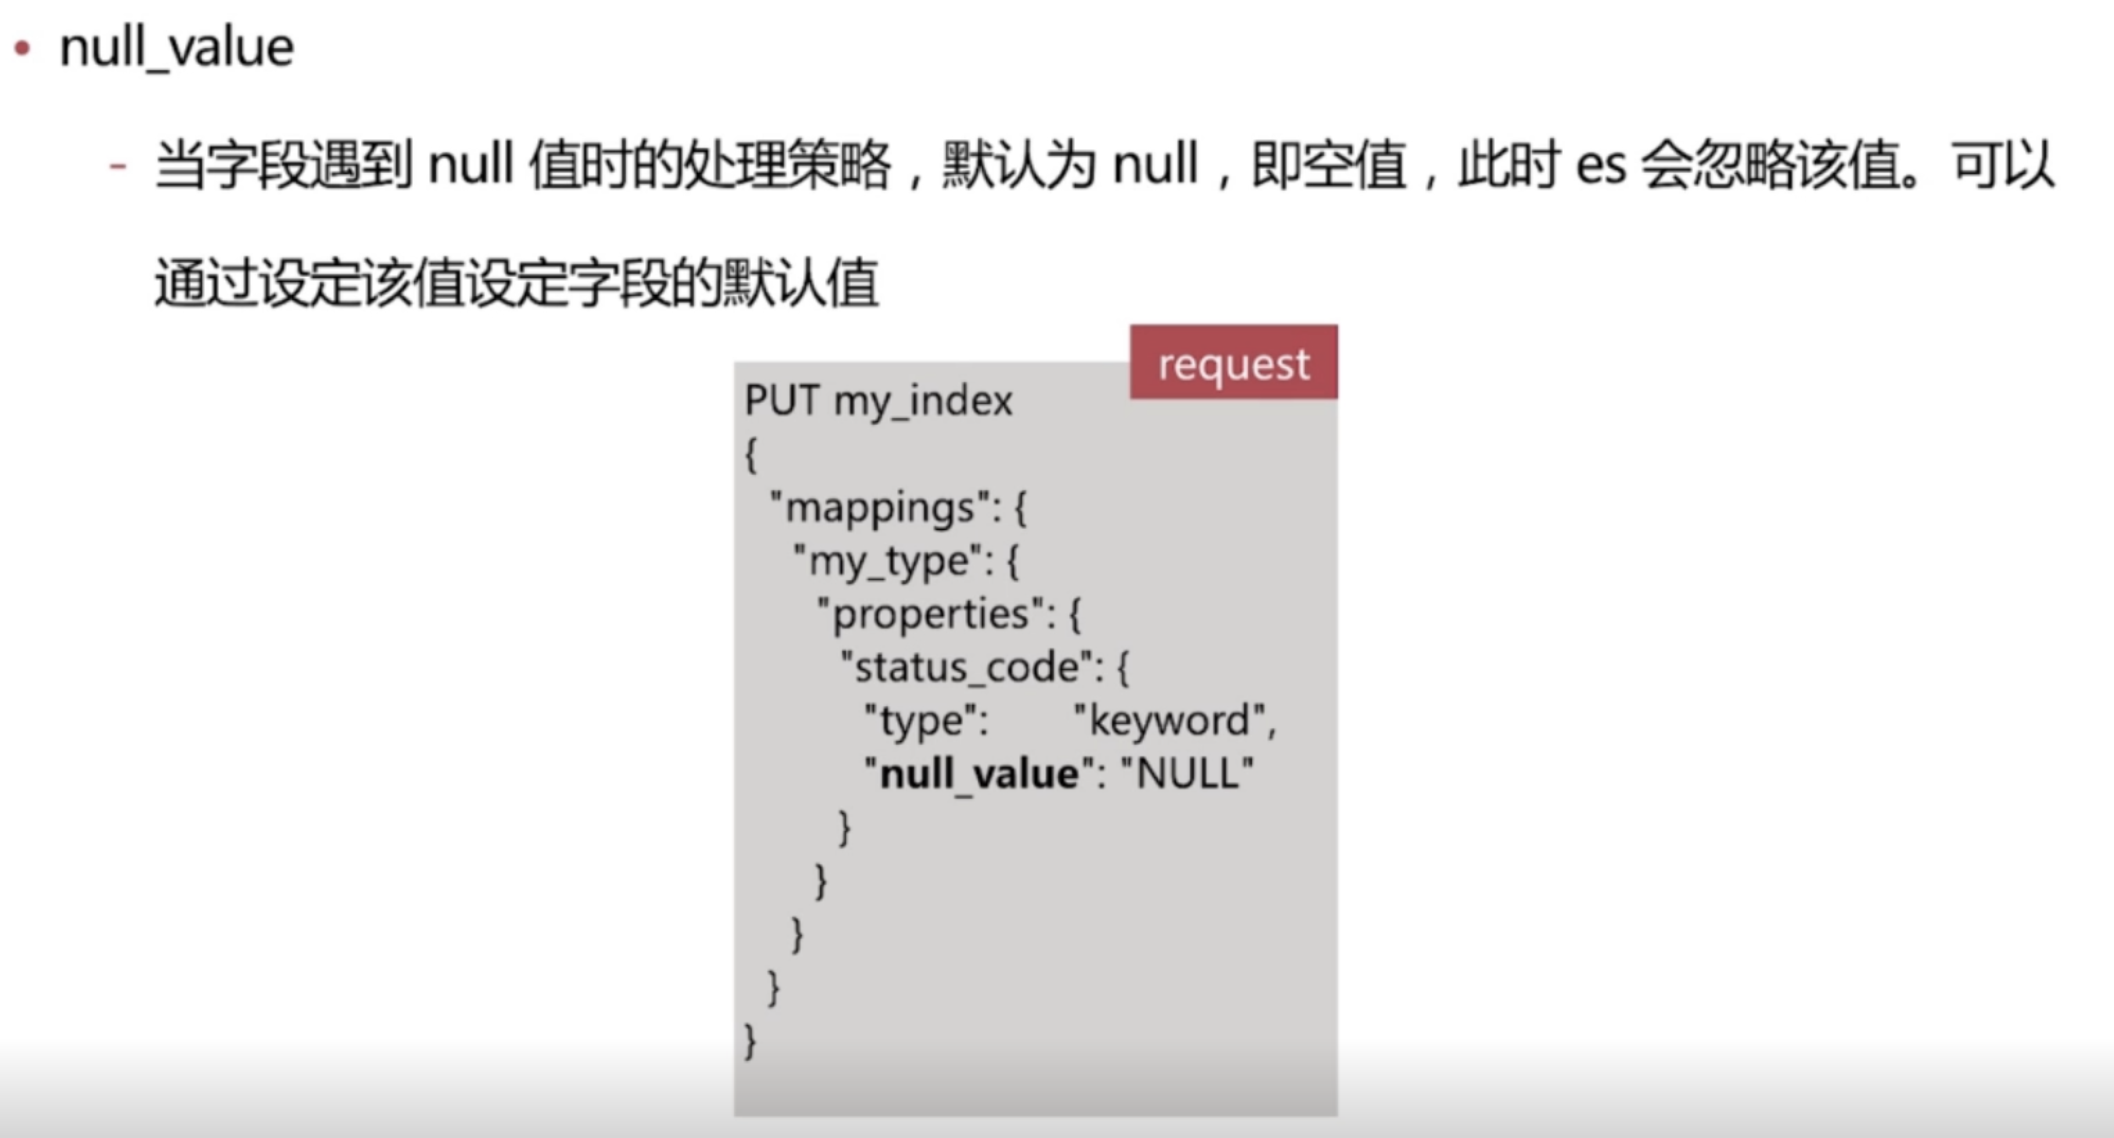 • null_value
- 当字段遇到 null 值时的处理策略，默认为 null，即空值，此时 es 会忽略该值。可以
通过设定该值设定字段的默认值
request
PUT my_index
{
"mappings": {
"my_type": {
"properties": {
"status_code": {
"type": "keyword",
"null_value": "NULL"
}
}
}
}
}